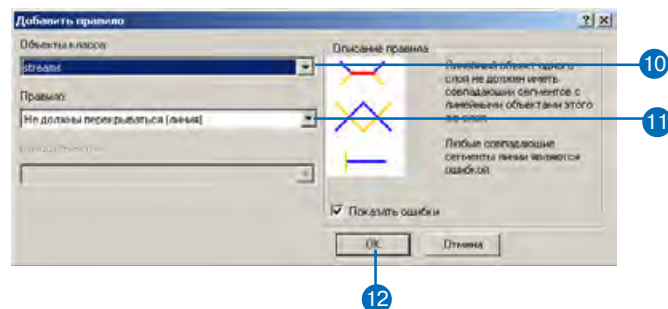 Добавить правило
Объекты класса:
streams
Правило:
Не должны перекрываться (линия)
Описание правила
Линейный объект одного
слоя не должен иметь
совпадающих сегментов с
линейными объектами этого
же слоя.
Любые совпадающие
сегменты линии являются
ошибкой
Показать ошибки
OK
Отмена
10
11
12